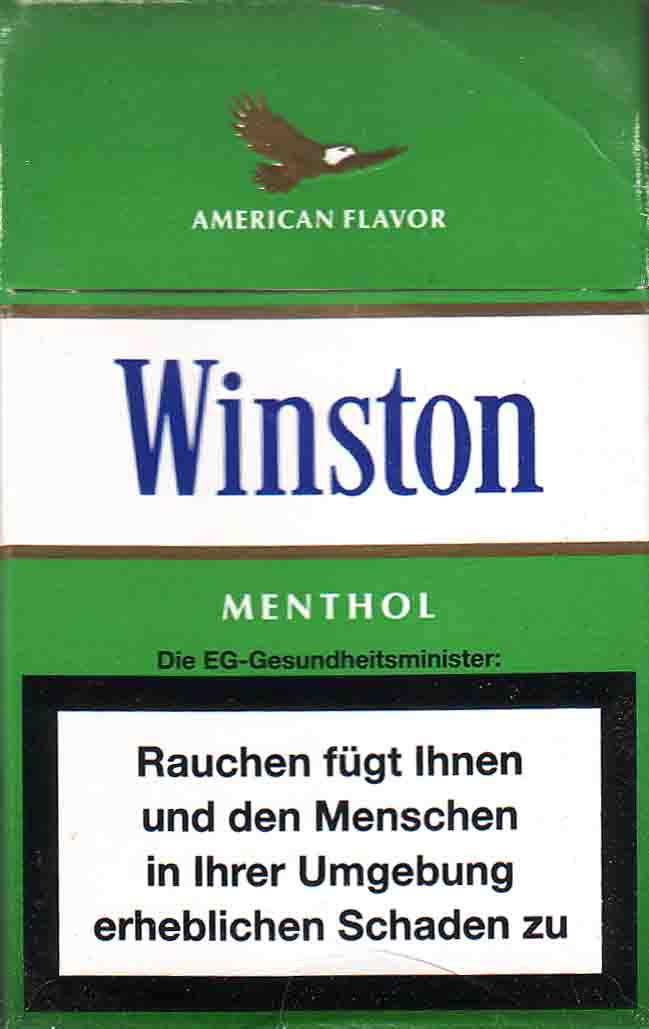 AMERICAN FLAVOR
Winston
MENTHOL
Die EG-Gesundheitsminister:
Rauchen fügt Ihnen
und den Menschen
in Ihrer Umgebung
erheblichen Schaden zu